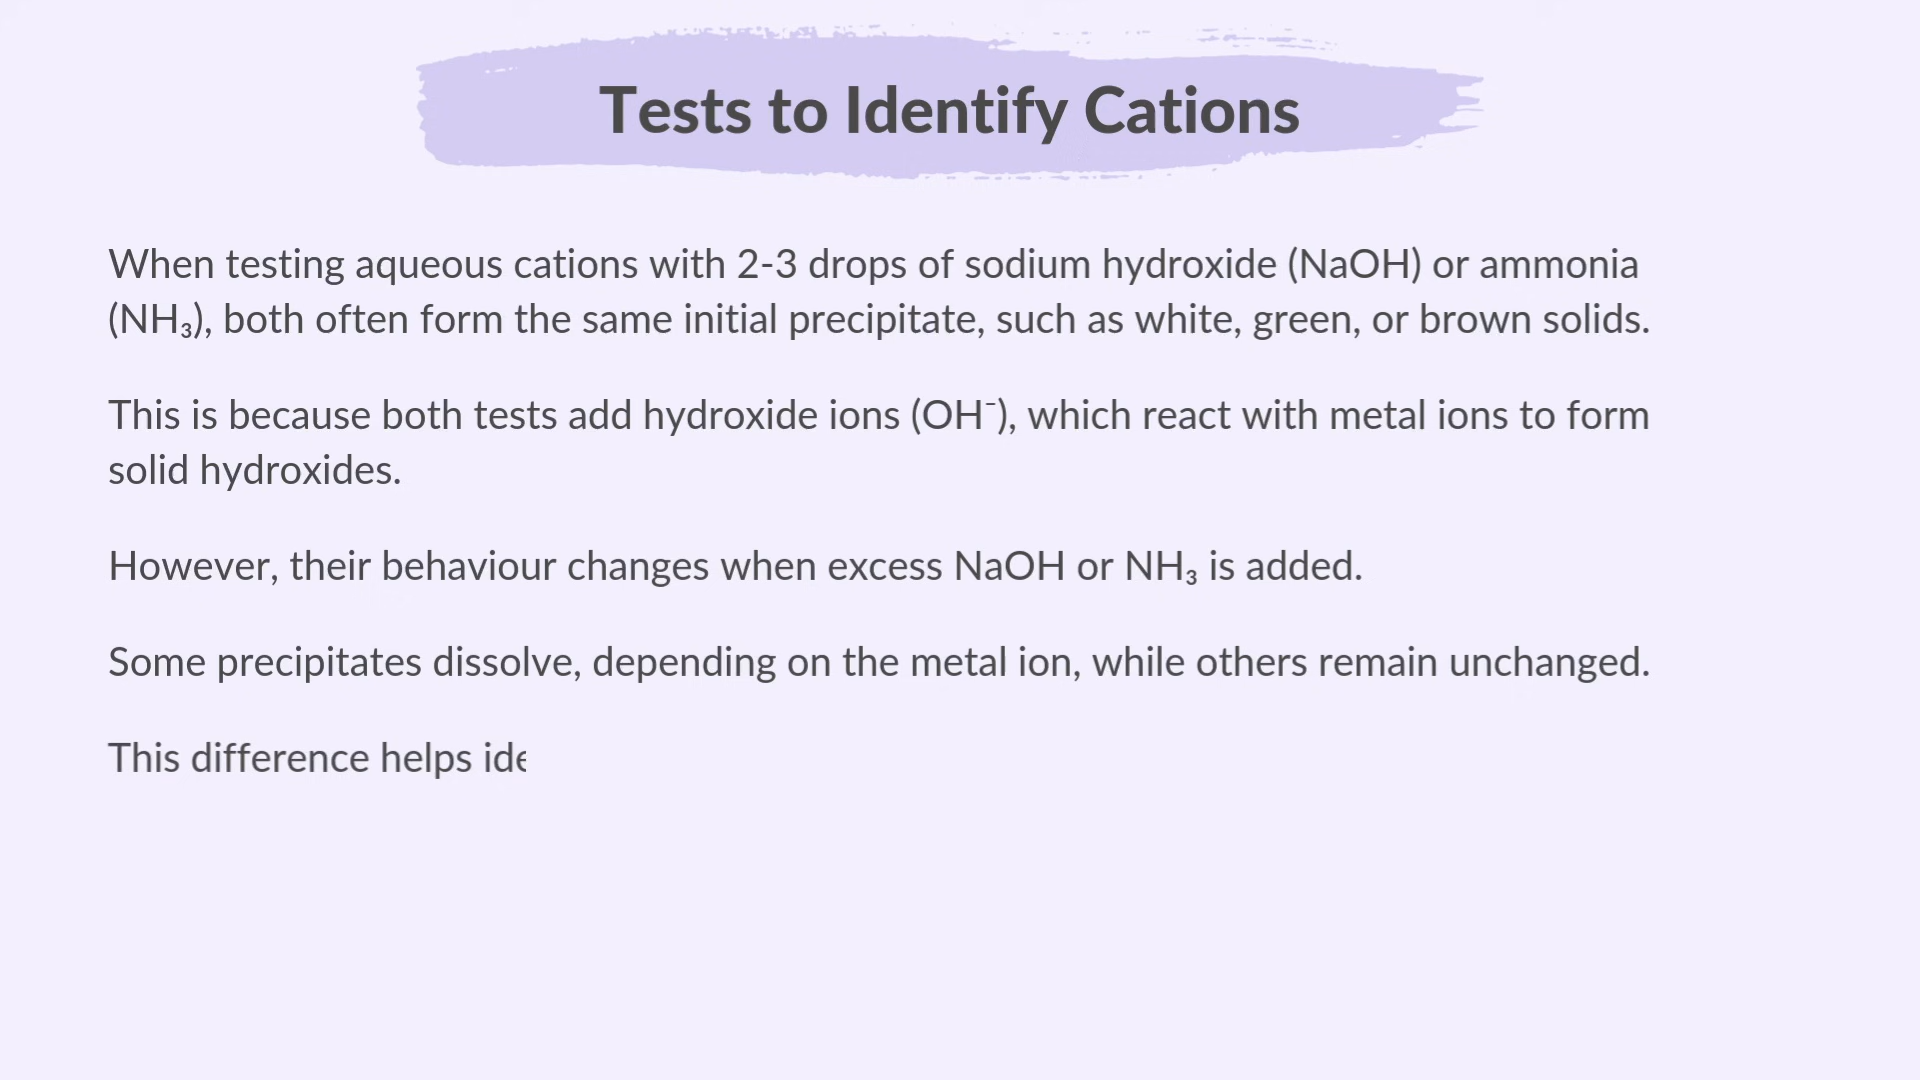 Tests to Identify Cations
When testing aqueous cations with 2-3 drops of sodium hydroxide (NaOH) or ammonia
(NH₃), both often form the same initial precipitate, such as white, green, or brown solids.
This is because both tests add hydroxide ions (OH⁻), which react with metal ions to form
solid hydroxides.
However, their behaviour changes when excess NaOH or NH₃ is added.
Some precipitates dissolve, depending on the metal ion, while others remain unchanged.
This difference helps ide